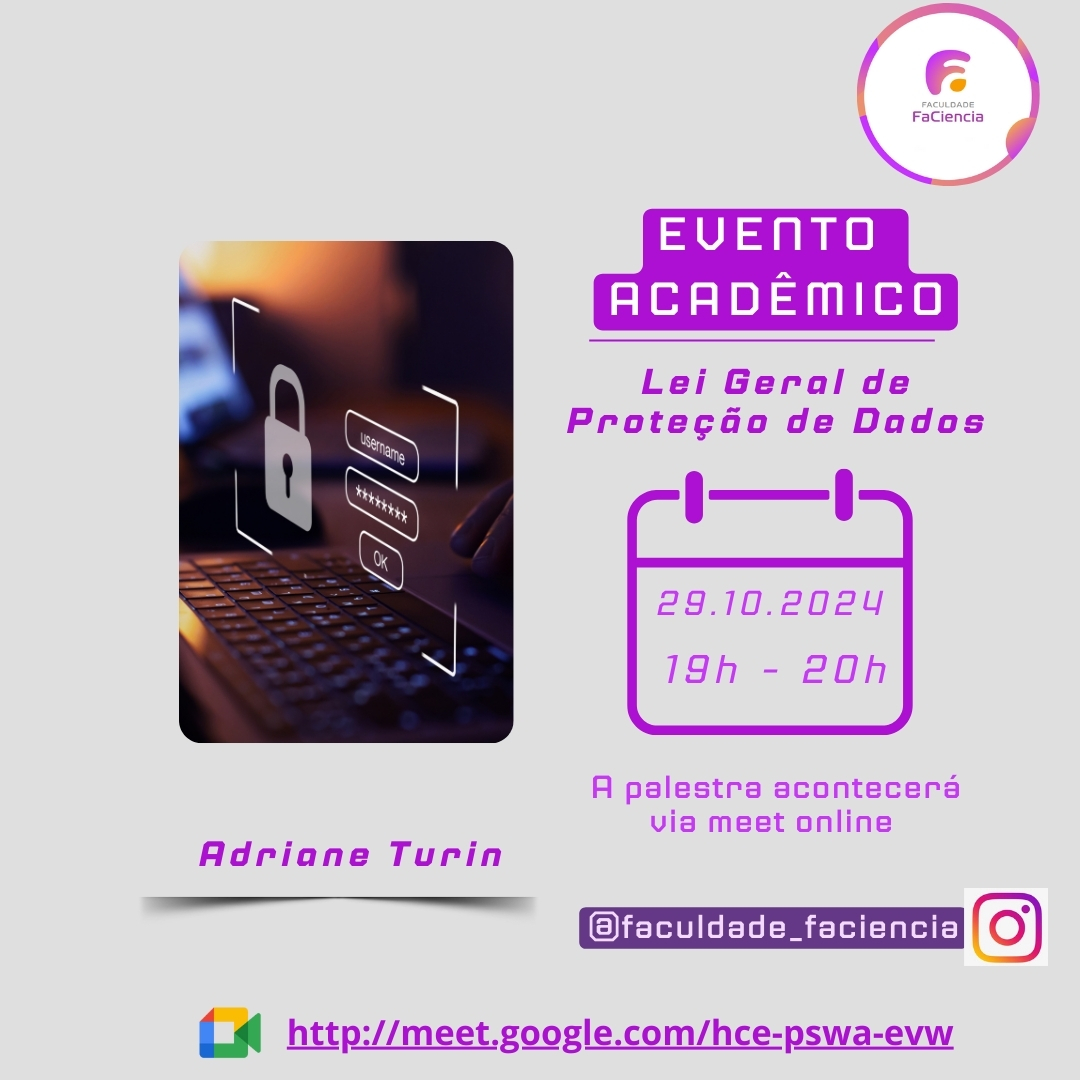 FACULDADE
FaCiencia
EVENTO
ACADÊMICO
Lei Geral de
Proteção de Dados
username
********
OK
29.10.2024
19h - 20h
A palestra acontecerá
via meet online
Adriane Turin
@faculdade_faciencia
http://meet.google.com/hce-pswa-evw